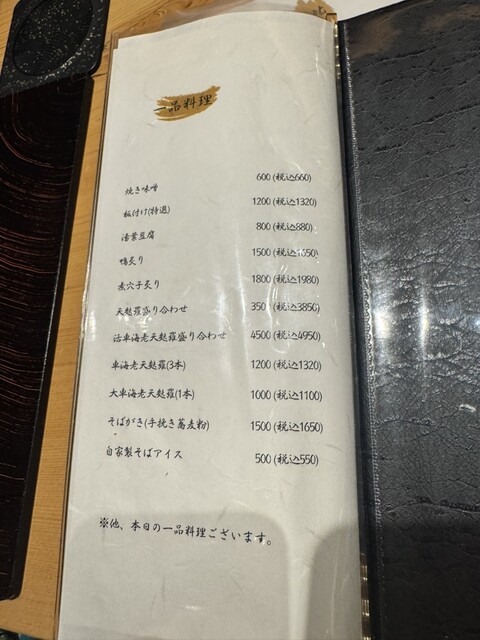 一品料理
焼き味噌 600 (税込660)
板付け(特選) 1200 (税込1320)
湯葉豆腐 800 (税込880)
鴨炙り 1500 (税込1650)
煮穴子炙り 1800 (税込1980)
天麩羅盛り合わせ 350 (税込3850)
活車海老天麩羅盛り合わせ 4500 (税込4950)
車海老天麩羅(3本) 1200 (税込1320)
大車海老天麩羅(1本) 1000 (税込1100)
そばがき(手挽き蕎麦粉) 1500 (税込1650)
自家製そばアイス 500 (税込550)
※他、本日の一品料理ございます。